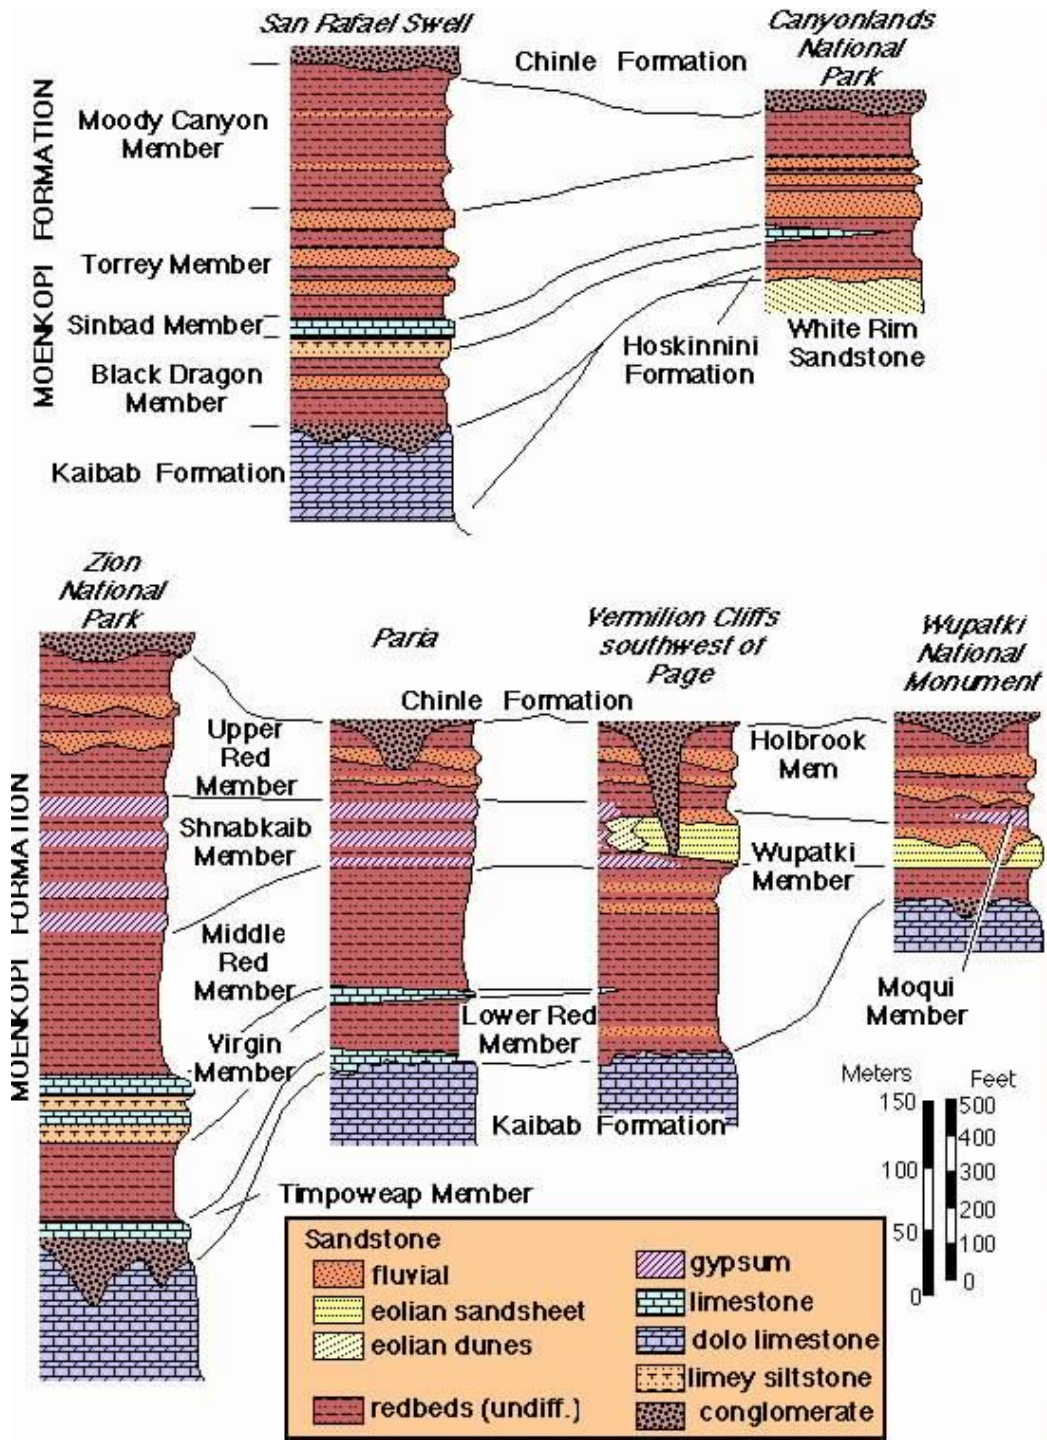 San Rafael Swell
Canyonlands
National
Park
Chinle Formation
MOENKOPI FORMATION
Moody Canyon
Member
Torrey Member
Sinbad Member
Black Dragon
Member
Kaibab Formation
Hoskinnini
Formation
White Rim
Sandstone
Zion
National
Park
Paria
Vermilion Cliffs
southwest of
Page
Wupatki
National
Monument
Chinle Formation
MOENKOPI FORMATION
Upper
Red
Member
Shnabkaib
Member
Middle
Red
Member
Virgin
Member
Lower Red
Member
Holbrook
Mem
Wupatki
Member
Moqui
Member
Kaibab Formation
Timpoweap Member
Meters
Feet
150
100
50
0
500
400
300
200
100
0
Sandstone
fluvial
eolian sandsheet
eolian dunes
redbeds (undiff.)
gypsum
limestone
dolo limestone
limey siltstone
conglomerate